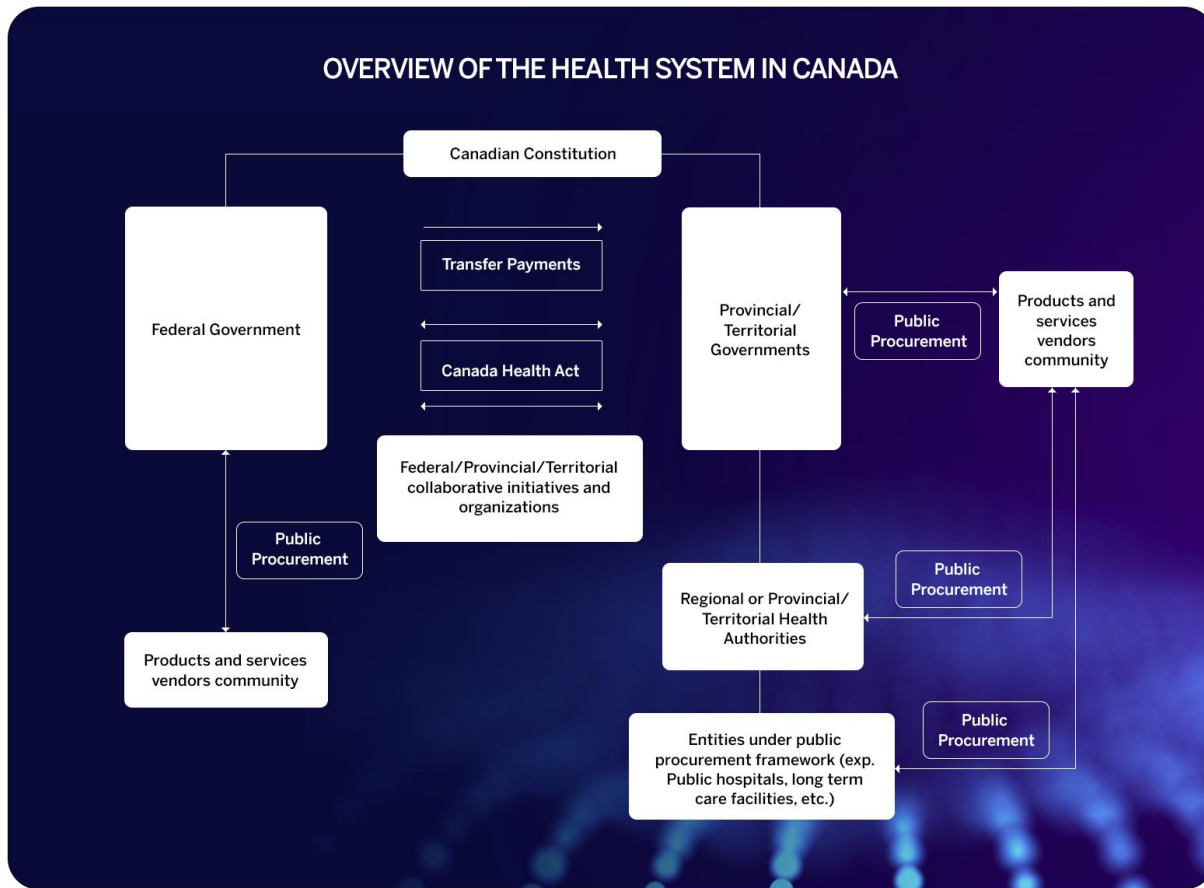 OVERVIEW OF THE HEALTH SYSTEM IN CANADA
Canadian Constitution
Federal Government
Transfer Payments
Canada Health Act
Federal/Provincial/Territorial
collaborative initiatives and
organizations
Provincial/
Territorial
Governments
Public
Procurement
Products and
services
vendors
community
Public
Procurement
Products and services
vendors community
Regional or Provincial/
Territorial Health
Authorities
Public
Procurement
Entities under public
procurement framework (exp.
Public hospitals, long term
care facilities, etc.)
Public
Procurement